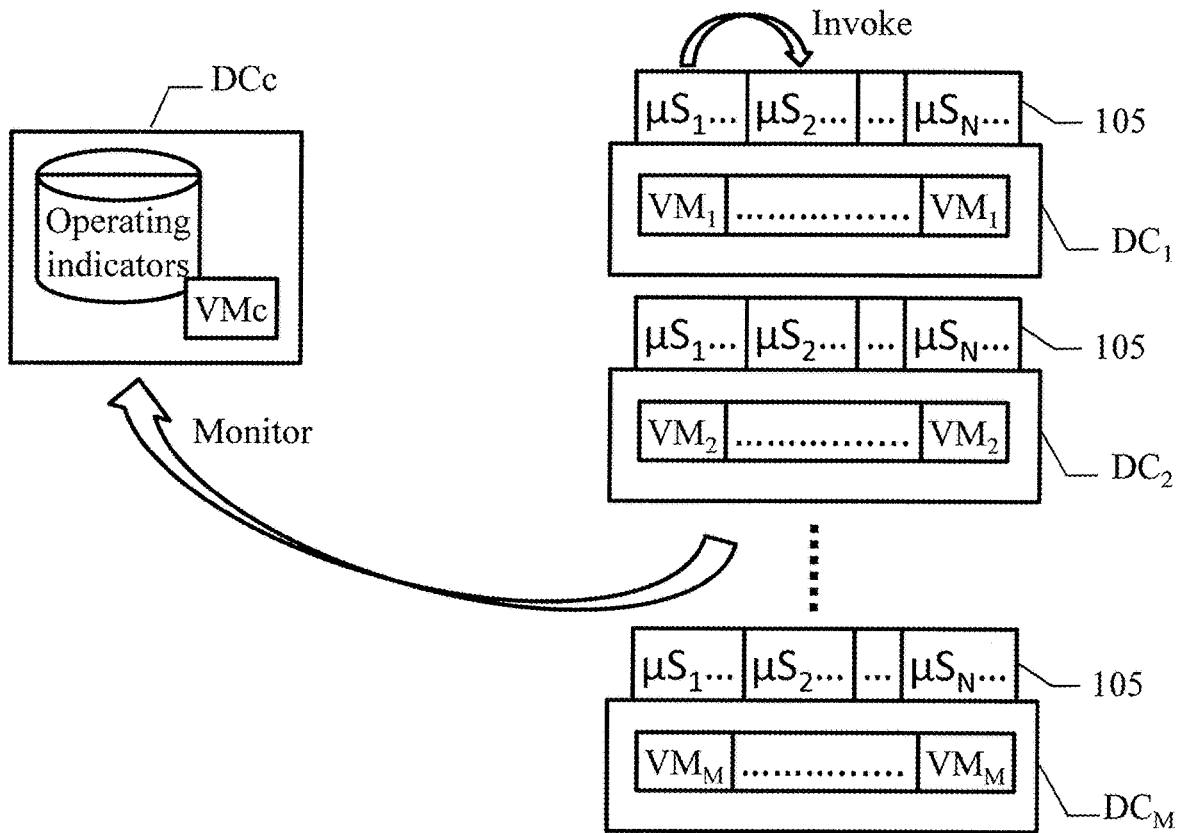 Invoke
DCc
µS₁... µS₂... ... µSN... 105
Operating
indicators
VMc
VM₁ ................ VM₁
DC₁
µS₁... µS₂... ... µSN... 105
VM₂ ................ VM₂
DC₂
Monitor
µS₁... µS₂... ... µSN... 105
VMM ............... VMM
DCM